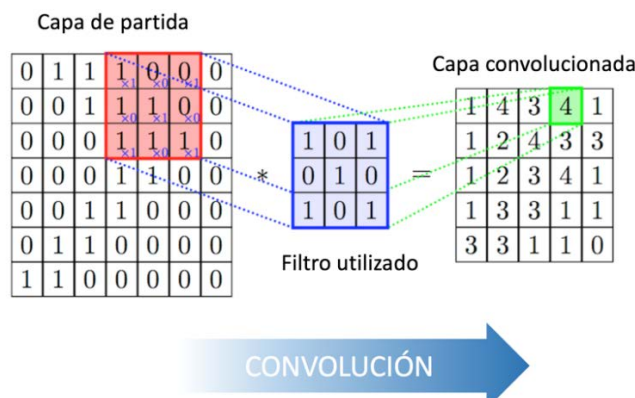 Capa de partida
Capa convolucionada
0 1 1 1×1 0×0 0×1 0
0 0 1 1×0 1×1 0×0 0
0 0 0 1×1 1×0 1×1 0
0 0 0 1 1 0 0
0 0 1 1 0 0 0
0 1 1 0 0 0 0
1 1 0 0 0 0 0
*
1 0 1
0 1 0
1 0 1
Filtro utilizado
=
1 4 3 4 1
1 2 4 3 3
1 2 3 4 1
1 3 3 1 1
3 3 1 1 0
CONVOLUCIÓN